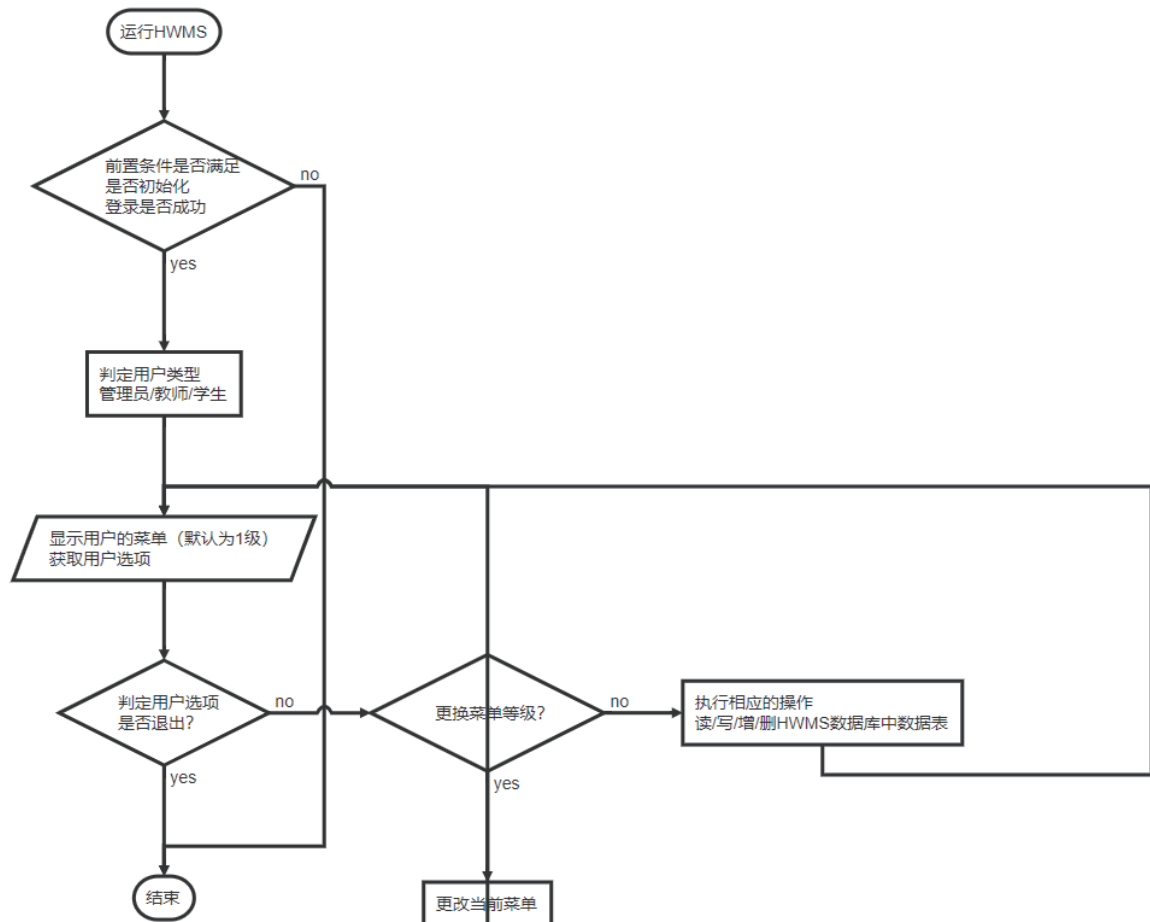 运行HWMS
前置条件是否满足
是否初始化
登录是否成功
no
yes
判定用户类型
管理员/教师/学生
显示用户的菜单（默认为1级）
获取用户选项
判定用户选项
是否退出?
no
更换菜单等级?
no
执行相应的操作
读/写/增/删HWMS数据库中数据表
yes
yes
结束
更改当前菜单